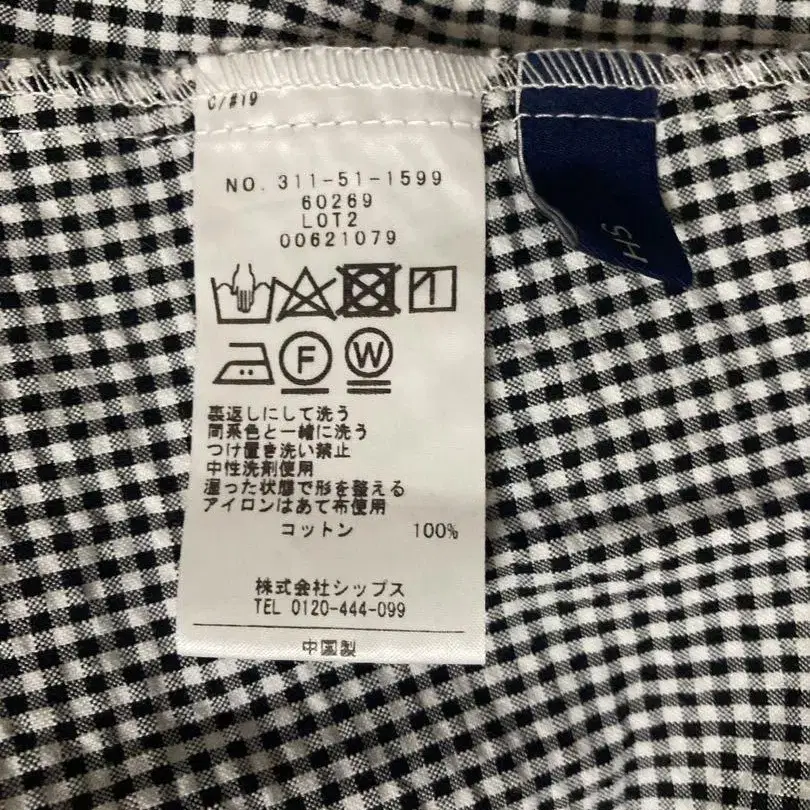 C/#19
NO. 311-51-1599
60269
LOT2
00621079
F W
裏返しにして洗う
同系色と一緒に洗う
つけ置き洗い禁止
中性洗剤使用
湿った状態で形を整える
アイロンはあて布使用
コットン 100%
株式会社シップス
TEL 0120-444-099
中国製
HS